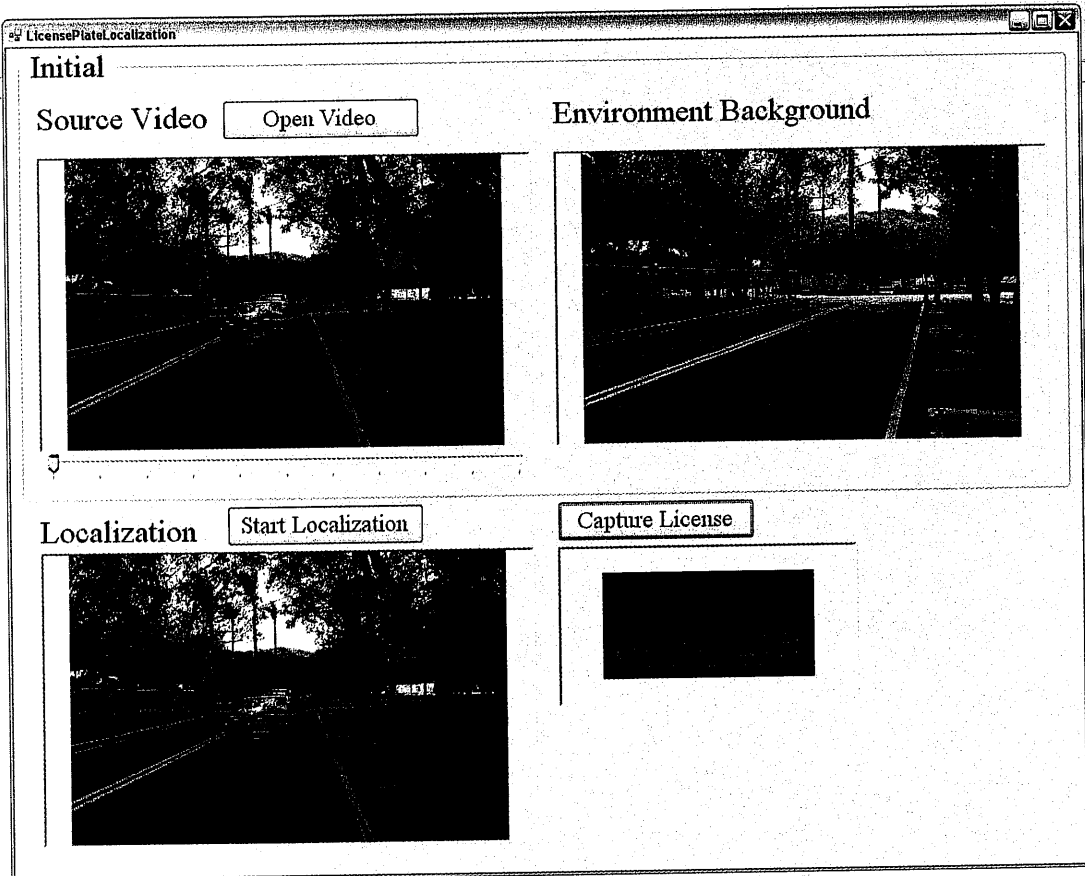 LicensePlateLocalization
Initial
Source Video
Open Video
Environment Background
Localization
Start Localization
Capture License